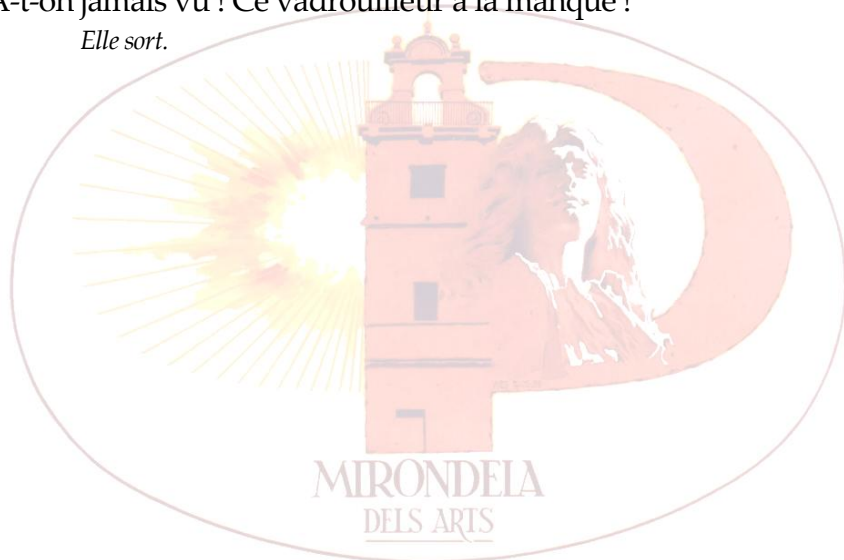 A-t-on jamais vu ! Ce vadrouilleur à la manque !
Elle sort.
MIRONDELA
DELS ARTS